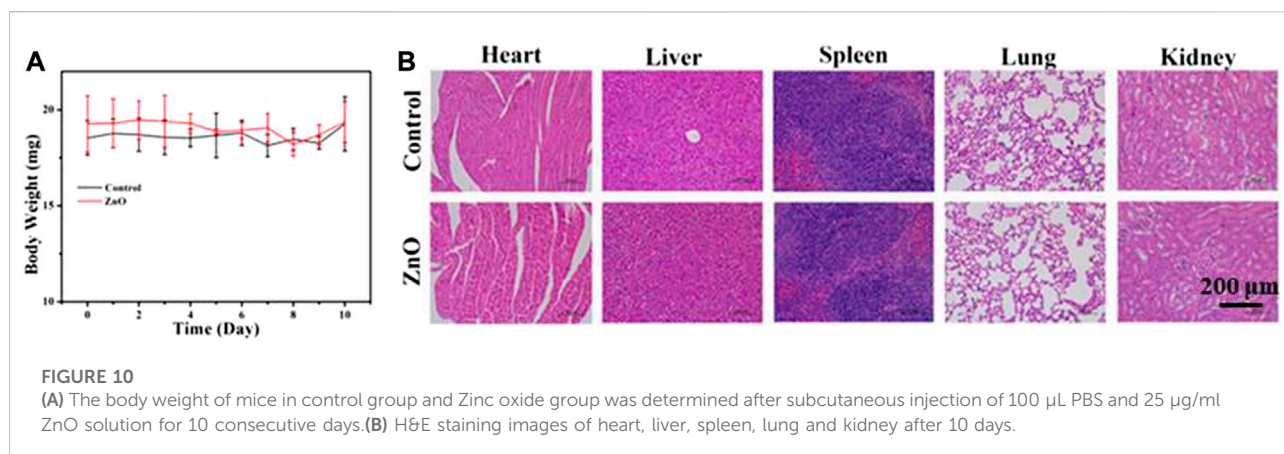 A
B
Heart Liver Spleen Lung Kidney
Control
ZnO
200 µm
Body Weight (mg)
20
15
10
Control
ZnO
0 2 4 6 8 10
Time (Day)
FIGURE 10
(A) The body weight of mice in control group and Zinc oxide group was determined after subcutaneous injection of 100 µL PBS and 25 µg/ml
ZnO solution for 10 consecutive days.(B) H&E staining images of heart, liver, spleen, lung and kidney after 10 days.